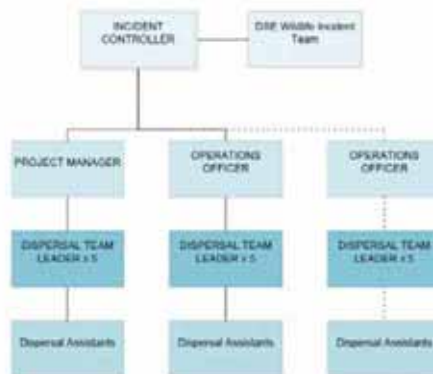 INCIDENT
CONTROLLER
DSE Wildlife Incident
Team
PROJECT MANAGER
OPERATIONS
OFFICER
OPERATIONS
OFFICER
DISPERSAL TEAM
LEADER x 5
DISPERSAL TEAM
LEADER x 5
DISPERSAL TEAM
LEADER x 5
Dispersal Assistants
Dispersal Assistants
Dispersal Assistants